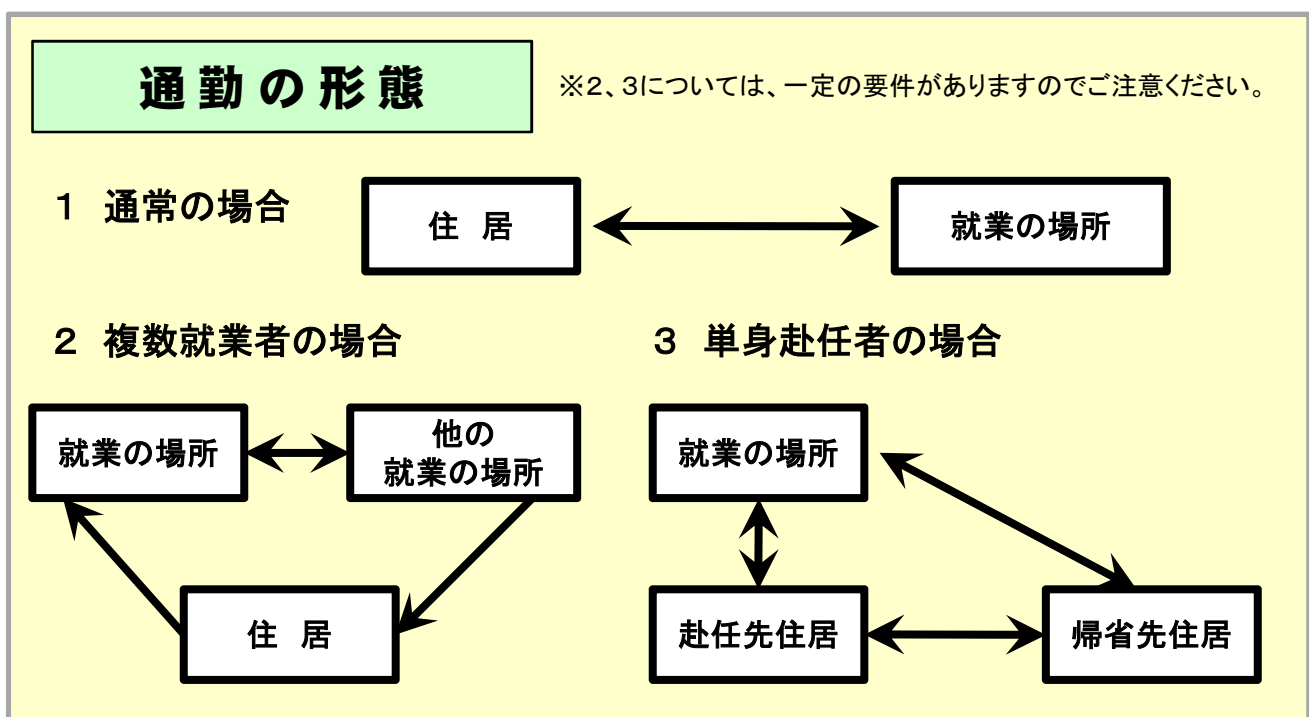 通勤の形態
※2、3については、一定の要件がありますのでご注意ください。
1 通常の場合
住 居
就業の場所
2 複数就業者の場合
就業の場所
他の
就業の場所
住 居
3 単身赴任者の場合
就業の場所
赴任先住居
帰省先住居